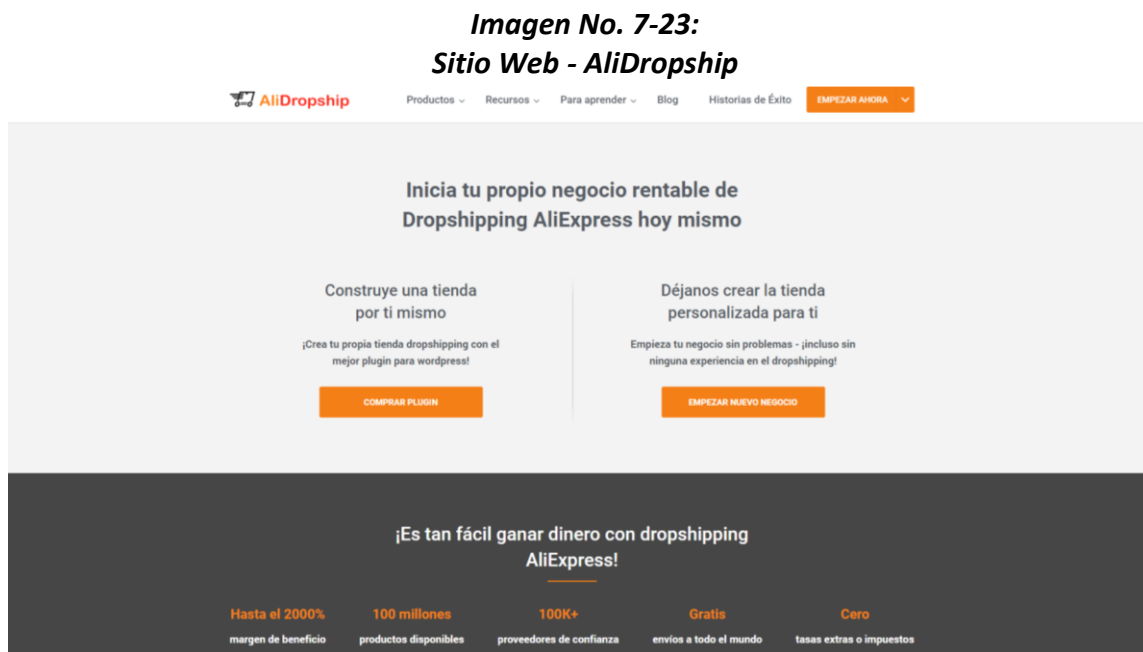 Imagen No. 7-23:
Sitio Web - AliDropship
AliDropship Productos Recursos Para aprender Blog Historias de Éxito EMPEZAR AHORA
Inicia tu propio negocio rentable de
Dropshipping AliExpress hoy mismo
Construye una tienda
por ti mismo
¡Crea tu propia tienda dropshipping con el
mejor plugin para wordpress!
COMPRAR PLUGIN
Déjanos crear la tienda
personalizada para ti
Empieza tu negocio sin problemas - ¡incluso sin
ninguna experiencia en el dropshipping!
EMPEZAR NUEVO NEGOCIO
¡Es tan fácil ganar dinero con dropshipping
AliExpress!
Hasta el 2000%
margen de beneficio
100 millones
productos disponibles
100K+
proveedores de confianza
Gratis
envíos a todo el mundo
Cero
tasas extras o impuestos